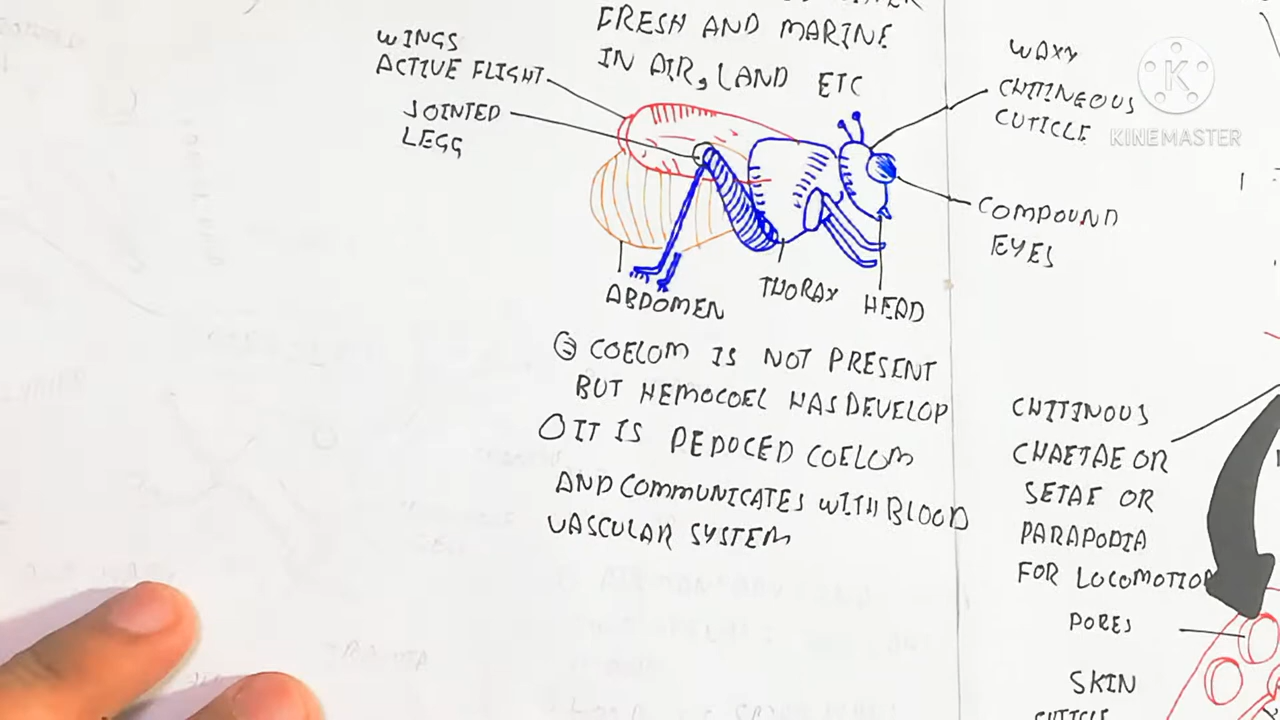 FRESH AND MARINE
IN AIR, LAND ETC
WINGS
ACTIVE FLIGHT
JOINTED
LEGG
WAXY
CHITINEOUS
CUTICLE
KINEMASTER
COMPOUND
EYES
ABDOMEN
THORAX
HEAD
COELOM IS NOT PRESENT
BUT HEMOCOEL HAS DEVELOP
IT IS REDUCED COELOM
AND COMMUNICATES WITH BLOOD
VASCULAR SYSTEM
CHITINOUS
CHAETAE OR
SETAE OR
PARAPODIA
FOR LOCOMOTION
PORES
SKIN
CUTICLE